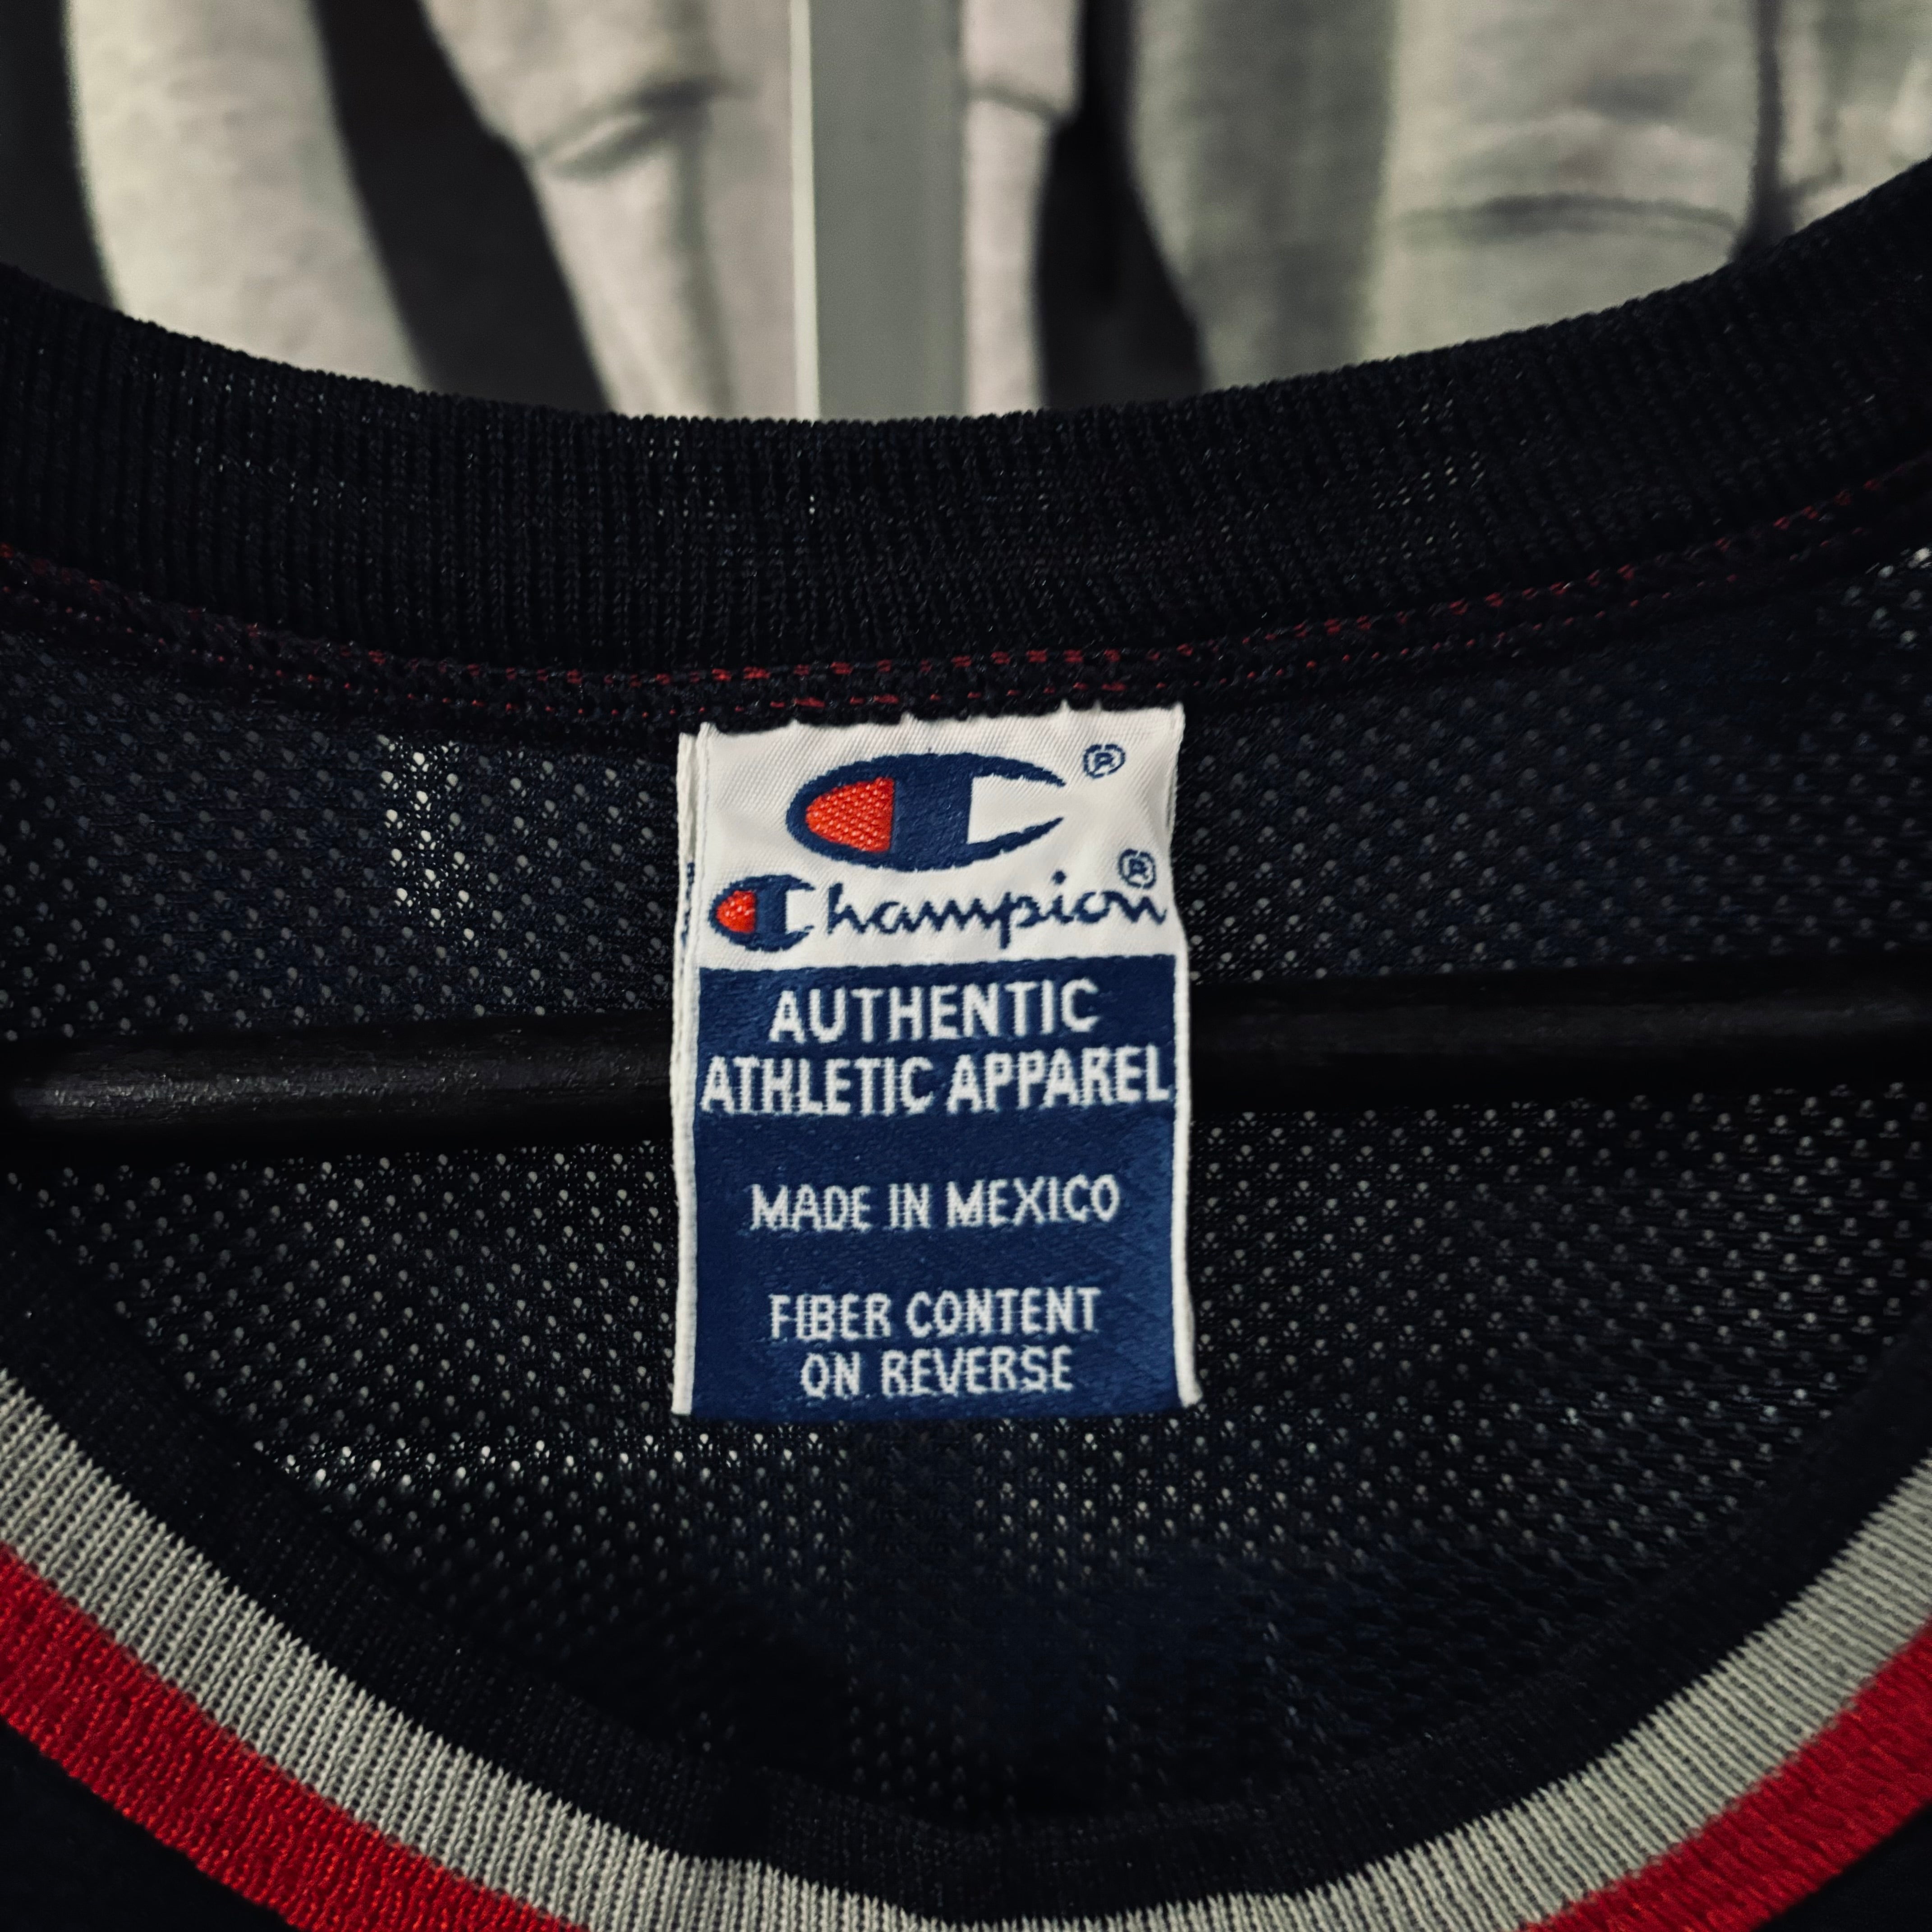 ®
Champion®
AUTHENTIC
ATHLETIC APPAREL
MADE IN MEXICO
FIBER CONTENT
ON REVERSE